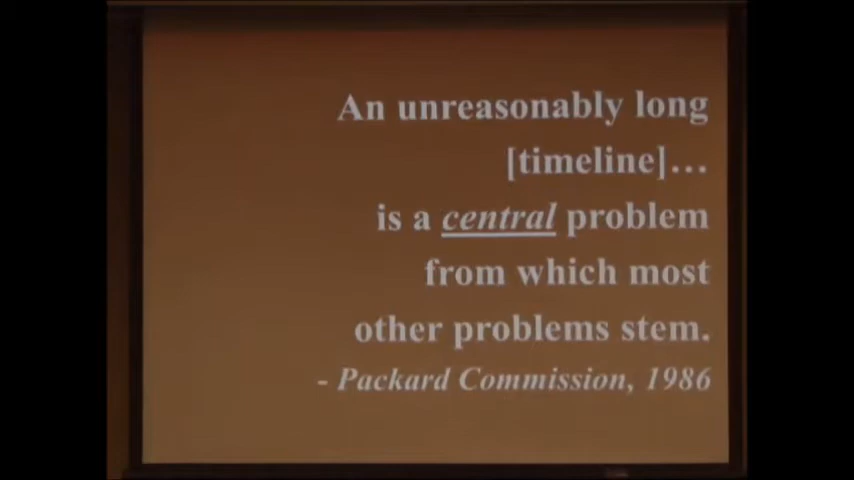 An unreasonably long
[timeline]...
is a central problem
from which most
other problems stem.
- Packard Commission, 1986